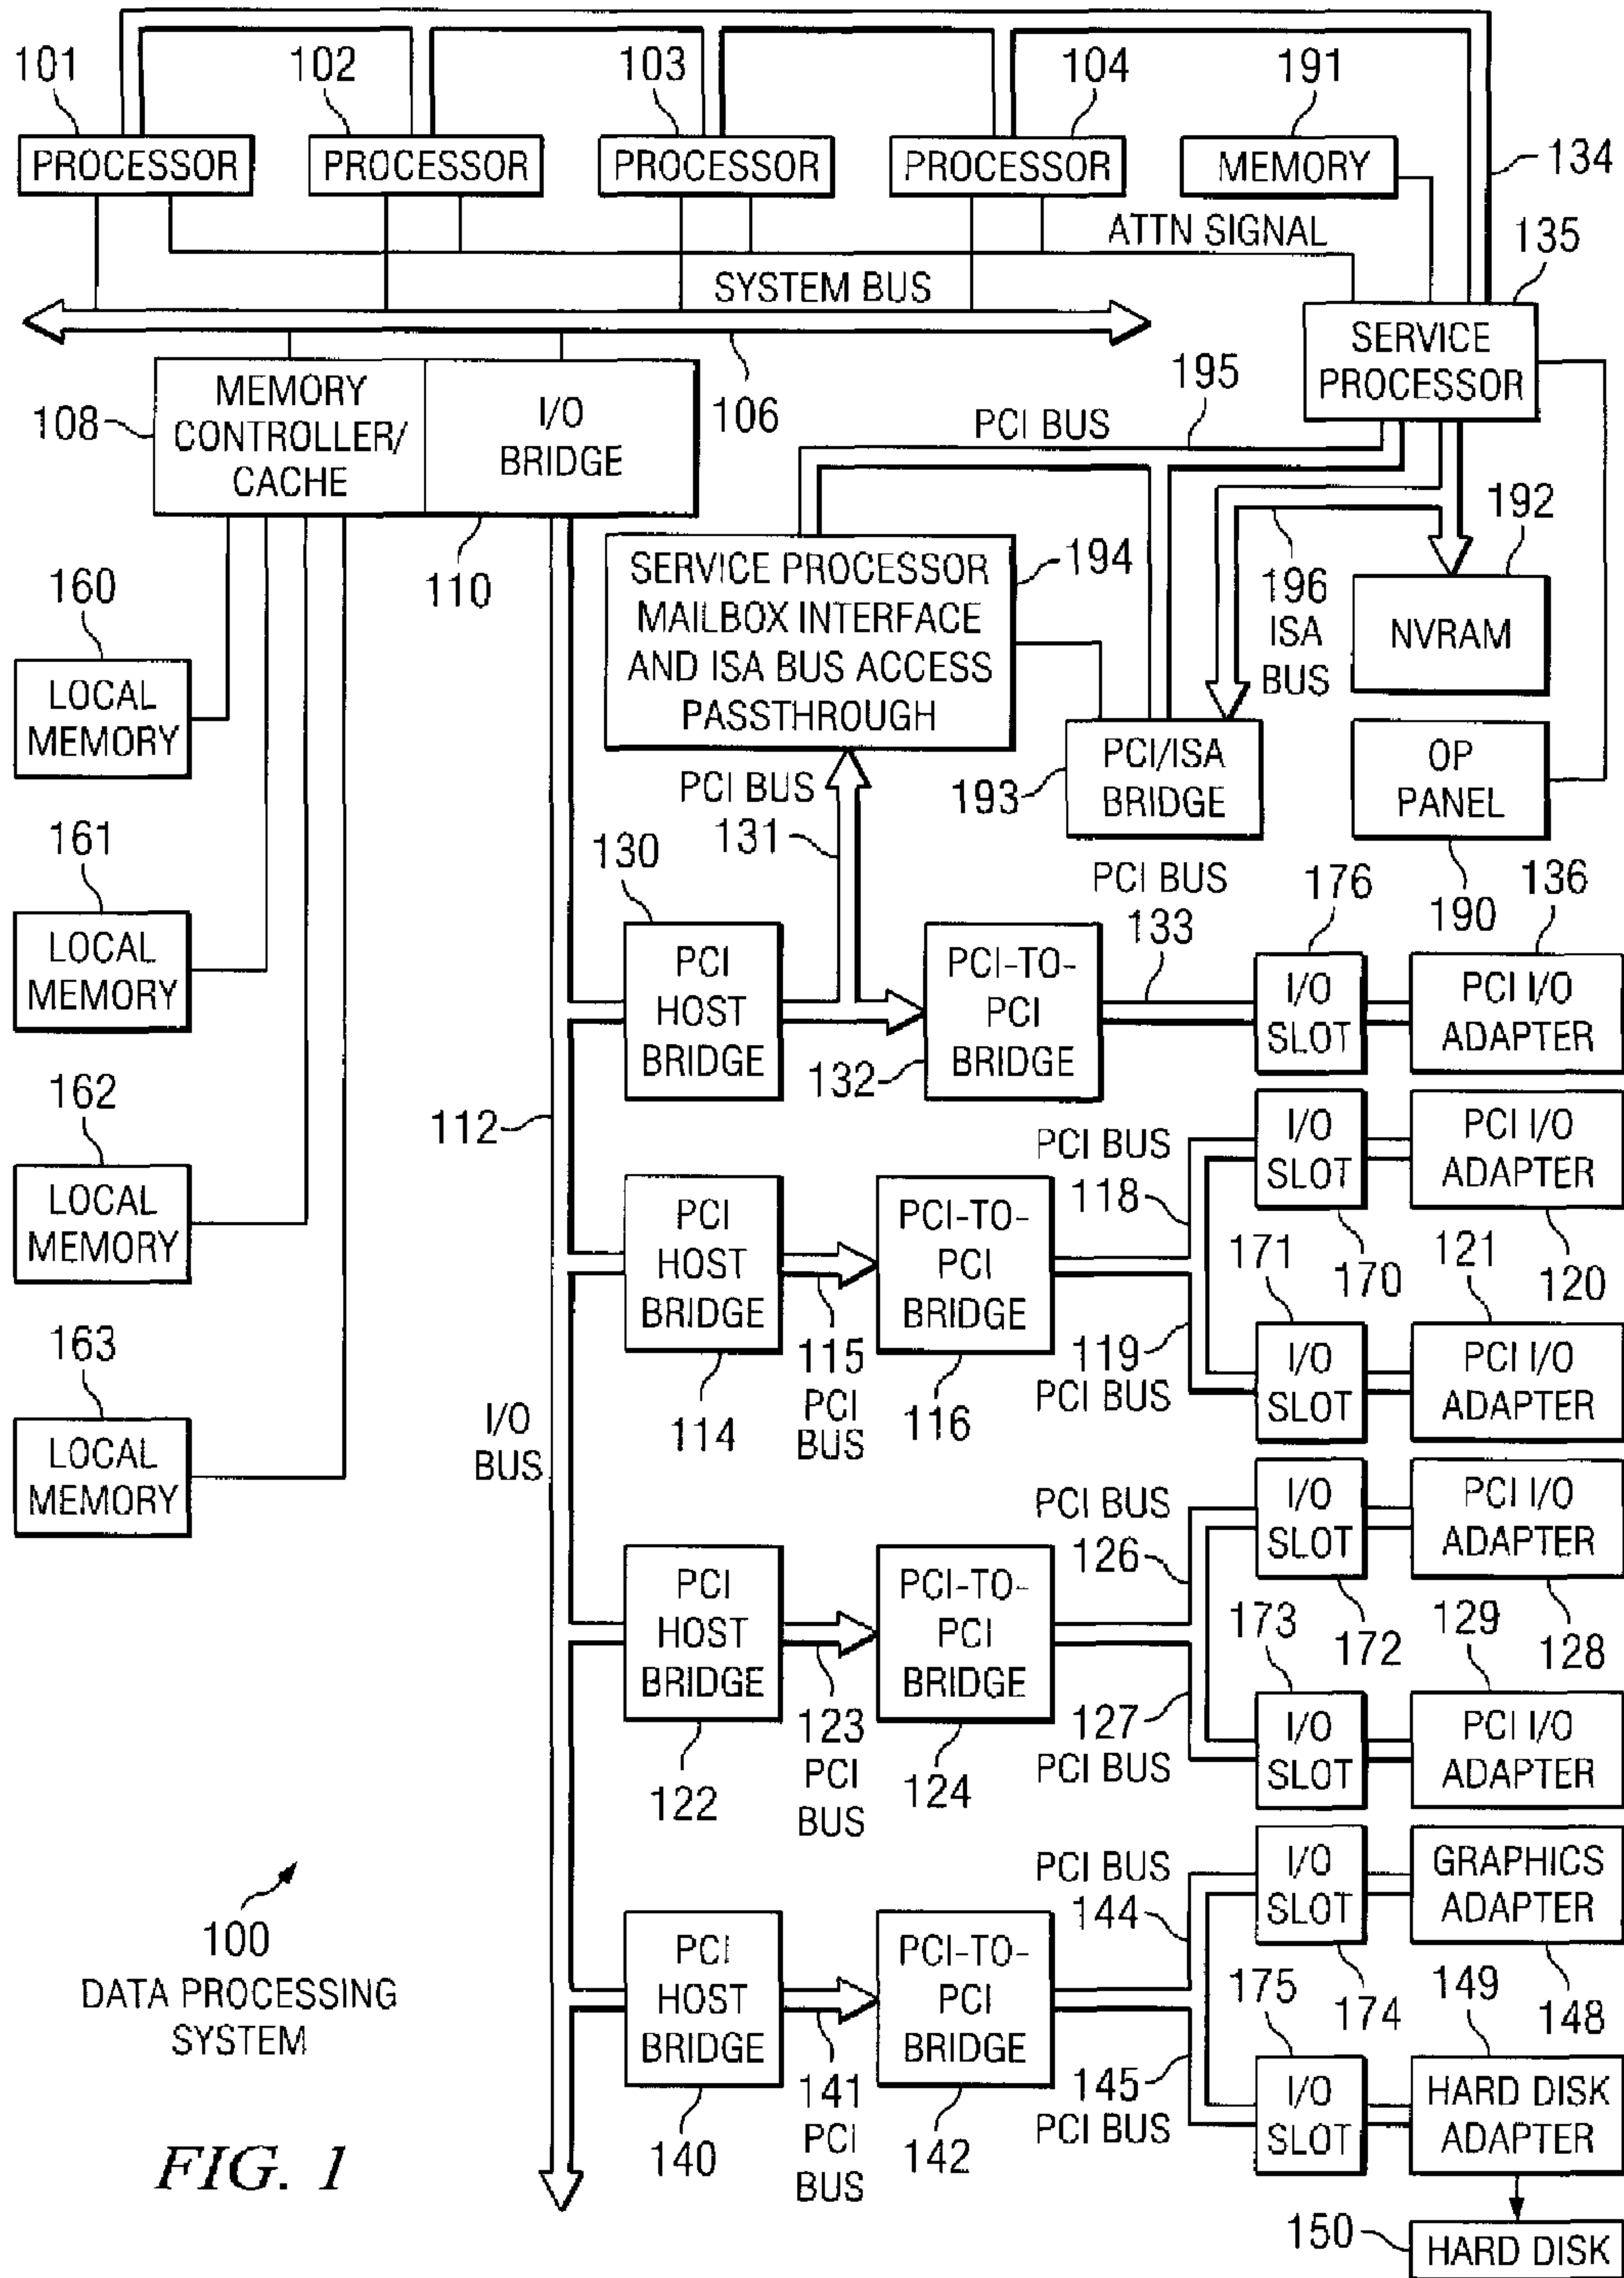 101
102
103
104
191
PROCESSOR
PROCESSOR
PROCESSOR
PROCESSOR
MEMORY
134
ATTN SIGNAL
135
SYSTEM BUS
SERVICE
PROCESSOR
108
MEMORY
CONTROLLER/
CACHE
I/O
BRIDGE
106
195
PCI BUS
110
192
SERVICE PROCESSOR
MAILBOX INTERFACE
AND ISA BUS ACCESS
PASSTHROUGH
194
196
ISA
BUS
NVRAM
160
LOCAL
MEMORY
PCI BUS
131
193
PCI/ISA
BRIDGE
OP
PANEL
190
161
LOCAL
MEMORY
130
PCI
HOST
BRIDGE
PCI-TO-
PCI
BRIDGE
132
PCI BUS
133
176
I/O
SLOT
136
PCI I/O
ADAPTER
162
LOCAL
MEMORY
112
PCI BUS
118
I/O
SLOT
170
PCI I/O
ADAPTER
120
PCI
HOST
BRIDGE
114
115
PCI
BUS
PCI-TO-
PCI
BRIDGE
116
119
PCI BUS
171
I/O
SLOT
121
PCI I/O
ADAPTER
163
LOCAL
MEMORY
I/O
BUS
PCI BUS
126
I/O
SLOT
172
PCI I/O
ADAPTER
128
PCI
HOST
BRIDGE
122
123
PCI
BUS
PCI-TO-
PCI
BRIDGE
124
127
PCI BUS
173
I/O
SLOT
129
PCI I/O
ADAPTER
PCI BUS
144
I/O
SLOT
174
GRAPHICS
ADAPTER
148
100
DATA PROCESSING
SYSTEM
PCI
HOST
BRIDGE
140
141
PCI
BUS
PCI-TO-
PCI
BRIDGE
142
145
PCI BUS
175
I/O
SLOT
149
HARD DISK
ADAPTER
FIG. 1
150
HARD DISK